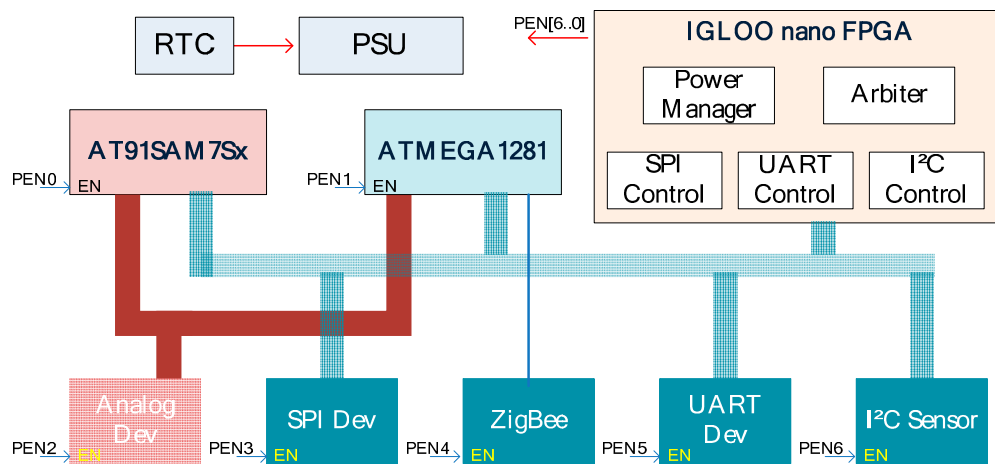 RTC
PSU
PEN[6..0]
IGLOO nano FPGA
Power
Manager
Arbiter
SPI
Control
UART
Control
I²C
Control
AT91SAM7Sx
PEN0
EN
ATMEGA1281
PEN1
EN
Analog
Dev
PEN2
EN
SPI Dev
PEN3
EN
ZigBee
PEN4
EN
UART
Dev
PEN5
EN
I²C Sensor
PEN6
EN